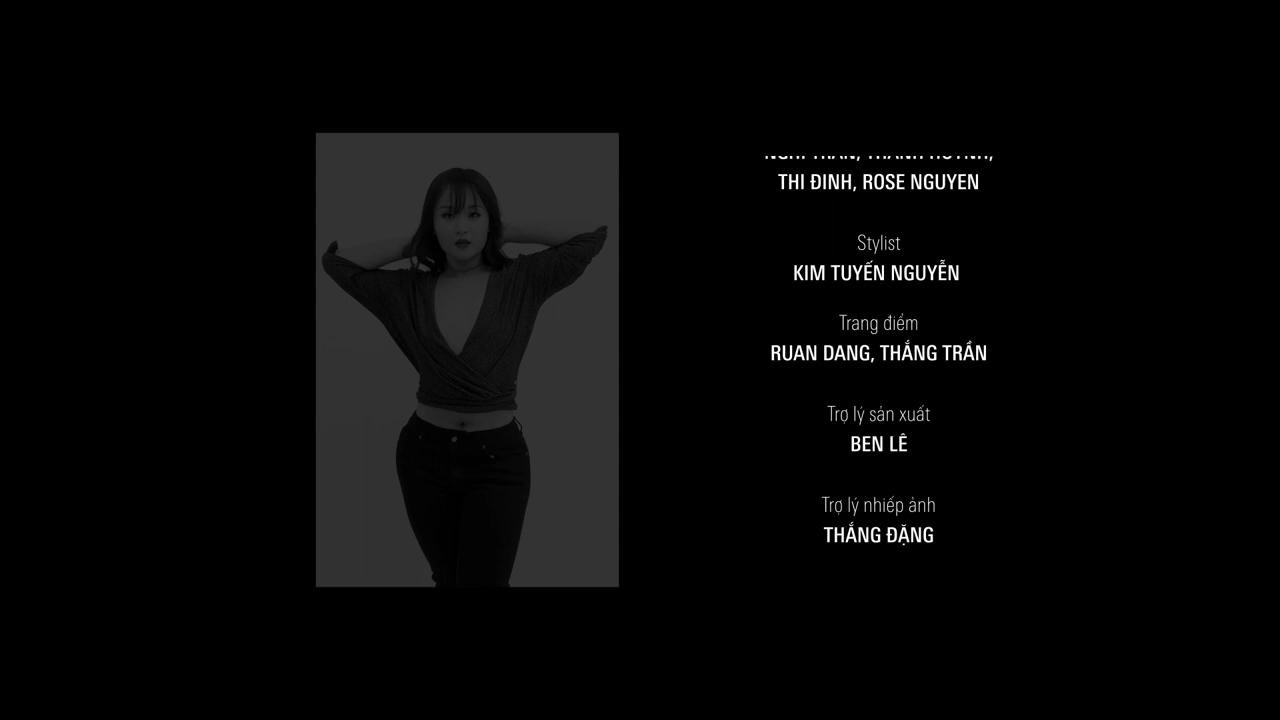 THI ĐINH, ROSE NGUYEN
Stylist
KIM TUYẾN NGUYỄN
Trang điểm
RUAN DANG, THẮNG TRẦN
Trợ lý sản xuất
BEN LÊ
Trợ lý nhiếp ảnh
THẮNG ĐẶNG